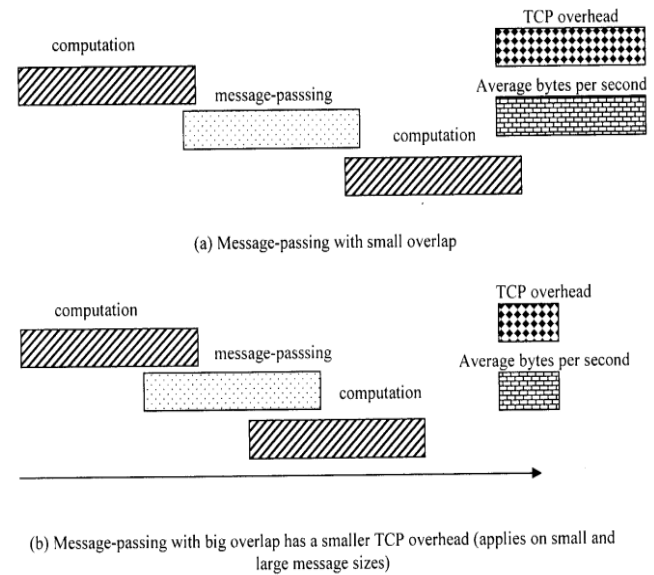 TCP overhead
computation
Average bytes per second
message-passsing
computation
(a) Message-passing with small overlap
TCP overhead
computation
message-passsing
Average bytes per second
computation
(b) Message-passing with big overlap has a smaller TCP overhead (applies on small and
large message sizes)